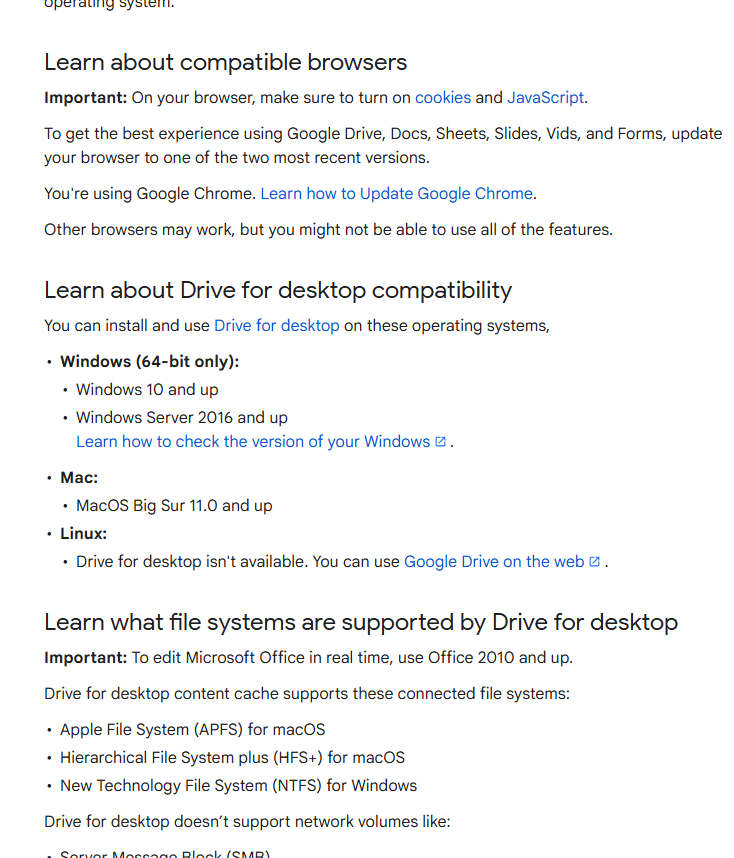 operating system.
Learn about compatible browsers
Important: On your browser, make sure to turn on cookies and JavaScript.
To get the best experience using Google Drive, Docs, Sheets, Slides, Vids, and Forms, update
your browser to one of the two most recent versions.
You're using Google Chrome. Learn how to Update Google Chrome.
Other browsers may work, but you might not be able to use all of the features.
Learn about Drive for desktop compatibility
You can install and use Drive for desktop on these operating systems,
• Windows (64-bit only):
• Windows 10 and up
• Windows Server 2016 and up
Learn how to check the version of your Windows .
• Mac:
• MacOS Big Sur 11.0 and up
• Linux:
• Drive for desktop isn't available. You can use Google Drive on the web .
Learn what file systems are supported by Drive for desktop
Important: To edit Microsoft Office in real time, use Office 2010 and up.
Drive for desktop content cache supports these connected file systems:
• Apple File System (APFS) for macOS
• Hierarchical File System plus (HFS+) for macOS
• New Technology File System (NTFS) for Windows
Drive for desktop doesn’t support network volumes like:
• Server Message Block (SMB)